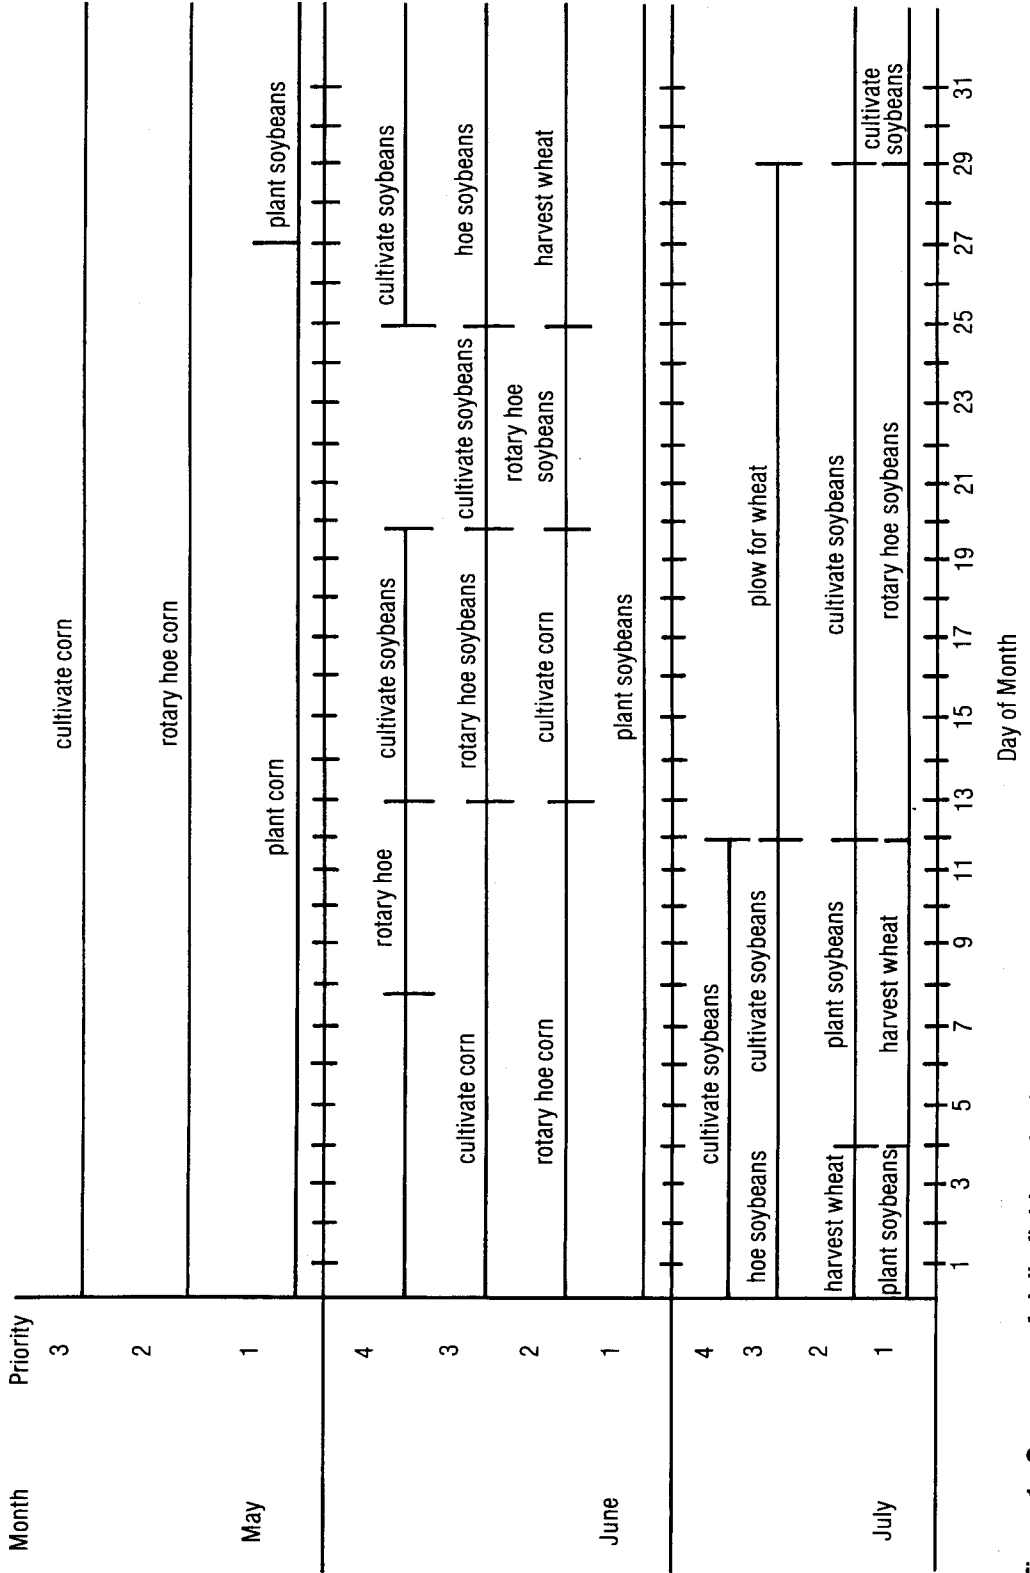 Month Priority
3 cultivate corn
2 rotary hoe corn
May 1 plant corn plant soybeans
4 rotary hoe cultivate soybeans cultivate soybeans
3 cultivate corn rotary hoe soybeans cultivate soybeans hoe soybeans
2 rotary hoe corn cultivate corn rotary hoe soybeans harvest wheat
June 1 plant soybeans
4 cultivate soybeans
3 hoe soybeans cultivate soybeans plow for wheat
2 harvest wheat plant soybeans cultivate soybeans
July 1 plant soybeans harvest wheat rotary hoe soybeans cultivate soybeans
1 3 5 7 9 11 13 15 17 19 21 23 25 27 29 31
Day of Month